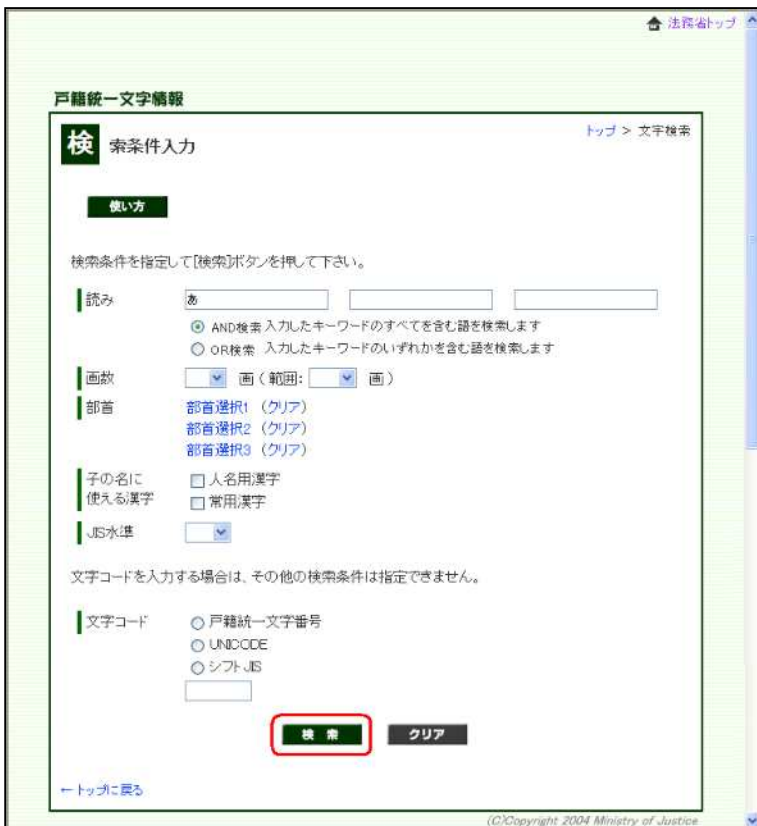 法務省トップ
戸籍統一文字情報
検 索条件入力
トップ > 文字検索
使い方
検索条件を指定して[検索]ボタンを押して下さい。
読み あ
AND検索 入力したキーワードのすべてを含む語を検索します
OR検索 入力したキーワードのいずれかを含む語を検索します
画数 画 ( 範囲: 画 )
部首 部首選択1 (クリア)
部首選択2 (クリア)
部首選択3 (クリア)
子の名に 人名用漢字
使える漢字 常用漢字
JIS水準
文字コードを入力する場合は、その他の検索条件は指定できません。
文字コード 戸籍統一文字番号
UNICODE
シフトJIS
検 索 クリア
←トップに戻る
(C)Copyright 2004 Ministry of Justice